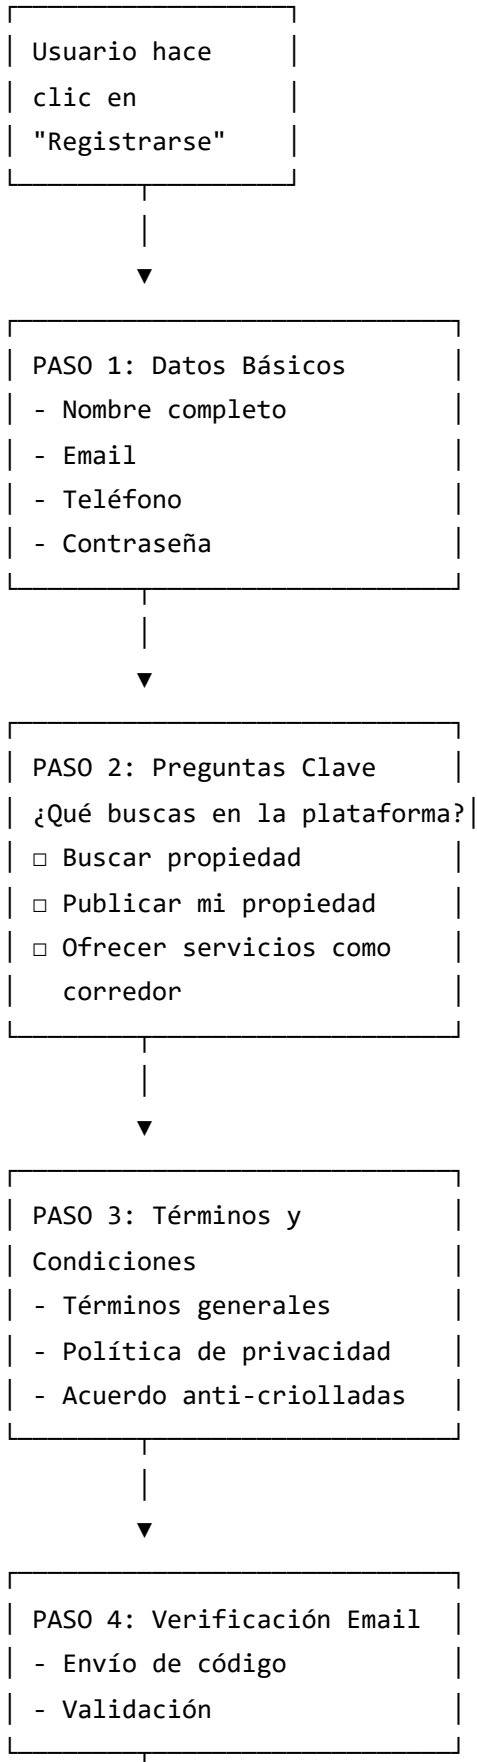 Usuario hace
clic en
"Registrarse"
▼
PASO 1: Datos Básicos
- Nombre completo
- Email
- Teléfono
- Contraseña
▼
PASO 2: Preguntas Clave
¿Qué buscas en la plataforma?
□ Buscar propiedad
□ Publicar mi propiedad
□ Ofrecer servicios como
corredor
▼
PASO 3: Términos y
Condiciones
- Términos generales
- Política de privacidad
- Acuerdo anti-criolladas
▼
PASO 4: Verificación Email
- Envío de código
- Validación